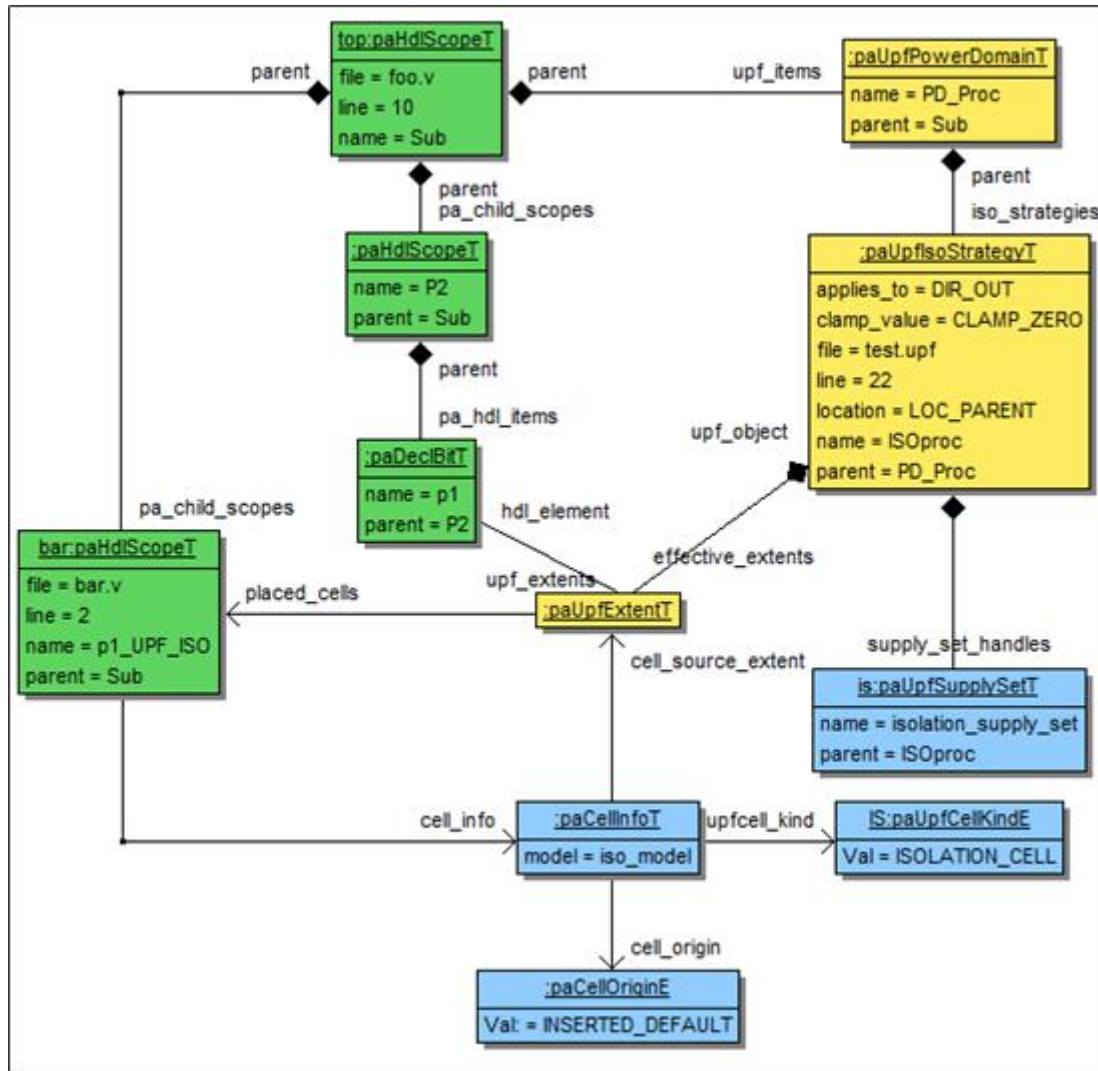 top:paHdlScopeT
file = foo.v
line = 10
name = Sub
parent
parent
upf_items
:paUpfPowerDomainT
name = PD_Proc
parent = Sub
parent
pa_child_scopes
parent
iso_strategies
:paHdlScopeT
name = P2
parent = Sub
:paUpfIsoStrategyT
applies_to = DIR_OUT
clamp_value = CLAMP_ZERO
file = test.upf
line = 22
location = LOC_PARENT
name = ISOproc
parent = PD_Proc
parent
pa_hdl_items
upf_object
:paDeclBitT
name = p1
parent = P2
pa_child_scopes
hdl_element
bar:paHdlScopeT
file = bar.v
line = 2
name = p1_UPF_ISO
parent = Sub
placed_cells
upf_extents
effective_extents
:paUpfExtentT
cell_source_extent
supply_set_handles
is:paUpfSupplySetT
name = isolation_supply_set
parent = ISOproc
cell_info
:paCellInfoT
model = iso_model
upfcell_kind
IS:paUpfCellKindE
Val = ISOLATION_CELL
cell_origin
:paCellOriginE
Val: = INSERTED_DEFAULT